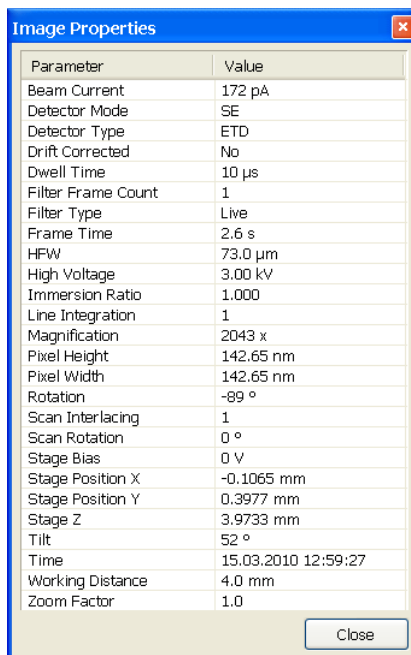 Image Properties
Parameter Value
Beam Current 172 pA
Detector Mode SE
Detector Type ETD
Drift Corrected No
Dwell Time 10 µs
Filter Frame Count 1
Filter Type Live
Frame Time 2.6 s
HFW 73.0 µm
High Voltage 3.00 kV
Immersion Ratio 1.000
Line Integration 1
Magnification 2043 x
Pixel Height 142.65 nm
Pixel Width 142.65 nm
Rotation -89 º
Scan Interlacing 1
Scan Rotation 0 º
Stage Bias 0 V
Stage Position X -0.1065 mm
Stage Position Y 0.3977 mm
Stage Z 3.9733 mm
Tilt 52 º
Time 15.03.2010 12:59:27
Working Distance 4.0 mm
Zoom Factor 1.0
Close